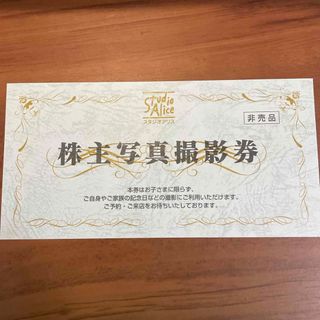 Studio
Alice
スタジオアリス
非売品
株主写真撮影券
本券はお子さまに限らず、
ご自身やご家族の記念日などの撮影にご利用いただけます。
ご予約・ご来店をお待ちいたしております。